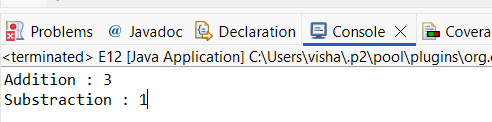 Problems @ Javadoc Declaration Console Covera
<terminated> E12 [Java Application] C:\Users\visha\.p2\pool\plugins\org.
Addition : 3
Substraction : 1